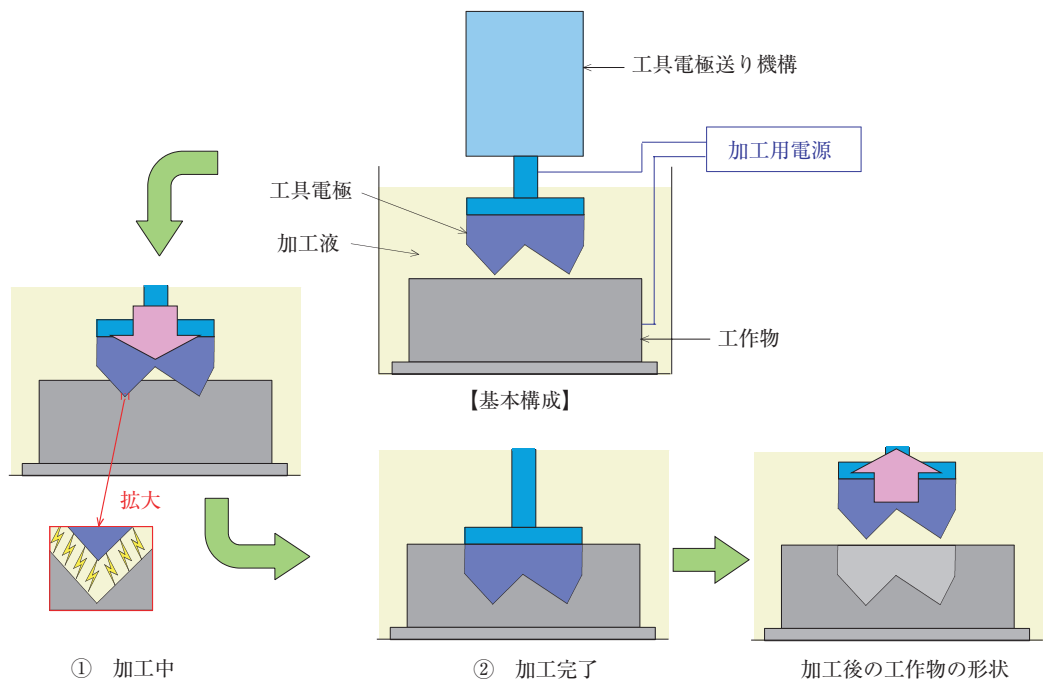 工具電極送り機構
加工用電源
工具電極
加工液
工作物
【基本構成】
拡大
① 加工中
② 加工完了
加工後の工作物の形状